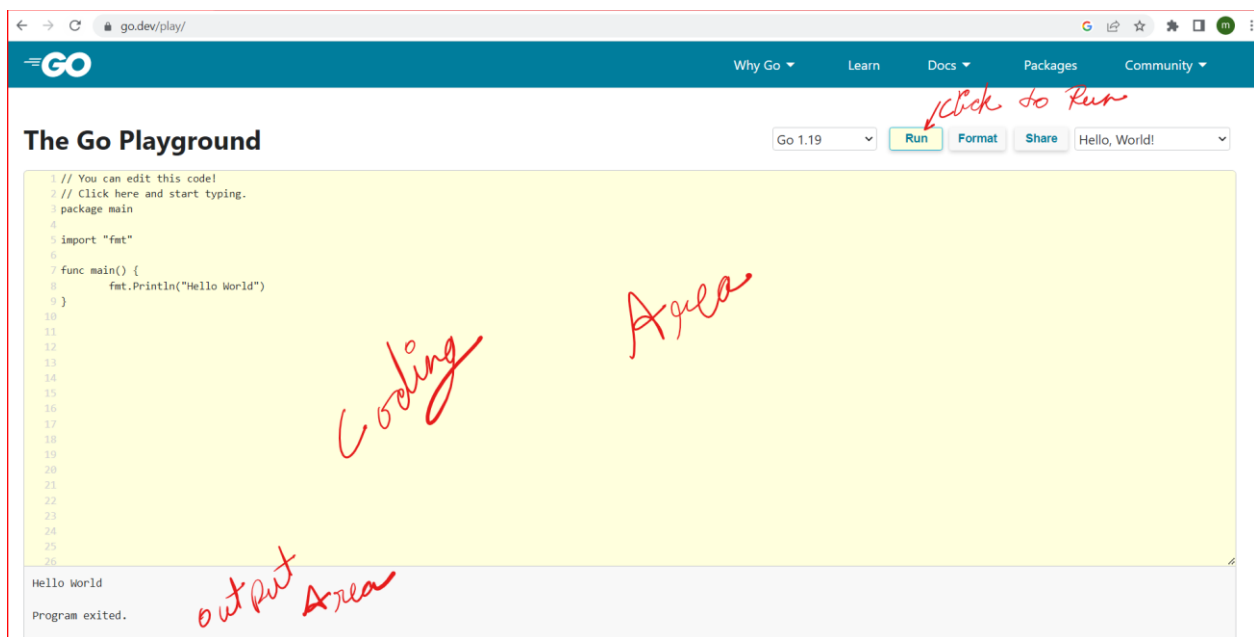 go.dev/play/
G
m
GO
Why Go
Learn
Docs
Packages
Community
Click to Run
The Go Playground
Go 1.19
Run
Format
Share
Hello, World!
1 // You can edit this code!
2 // Click here and start typing.
3 package main
4
5 import "fmt"
6
7 func main() {
8 fmt.Println("Hello World")
9 }
10
11
12
13
14
15
16
17
18
19
20
21
22
23
24
25
26
Coding Area
Hello World
Program exited.
output Area